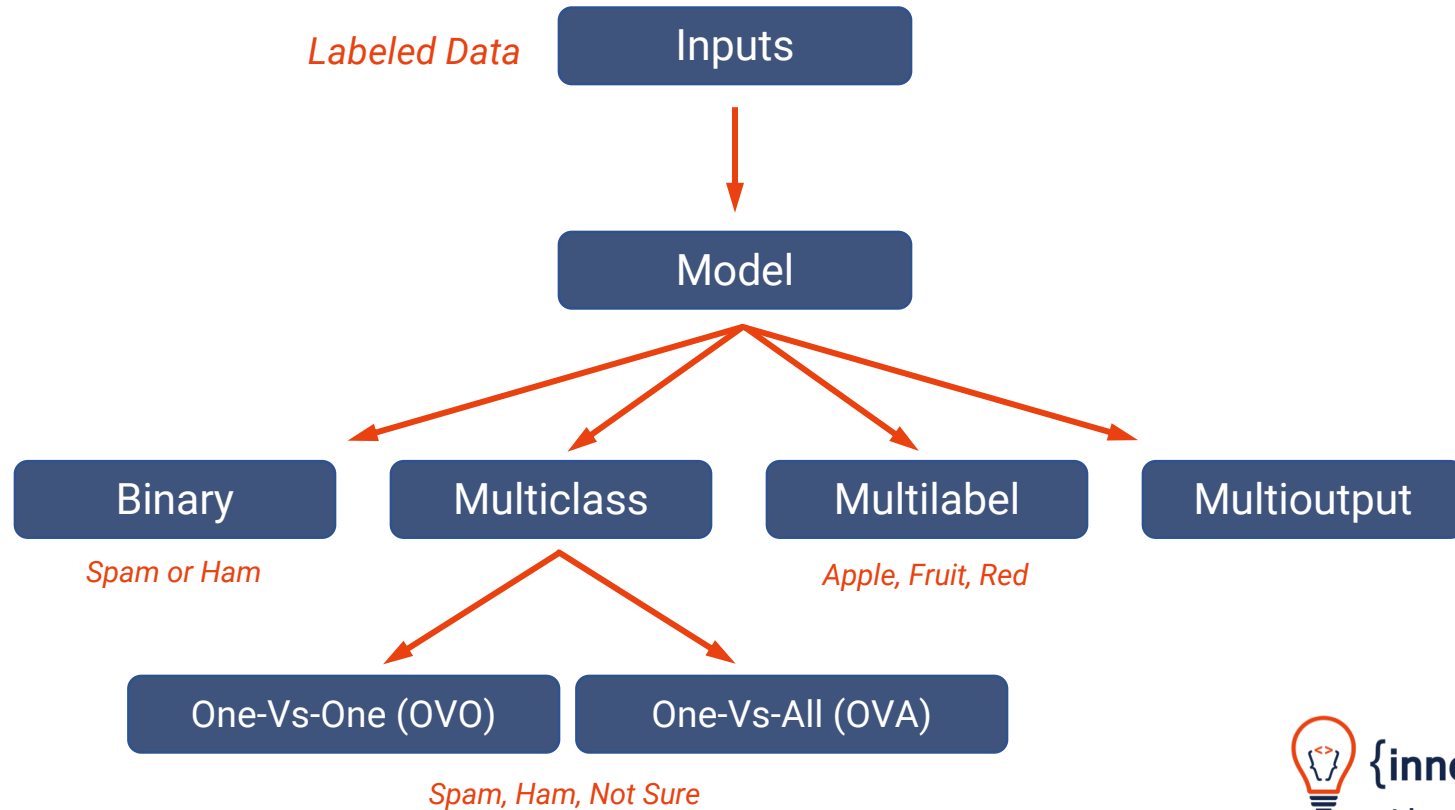 Labeled Data
Inputs
Model
Binary
Multiclass
Multilabel
Multioutput
Spam or Ham
Apple, Fruit, Red
One-Vs-One (OVO)
One-Vs-All (OVA)
Spam, Ham, Not Sure
<>
{}